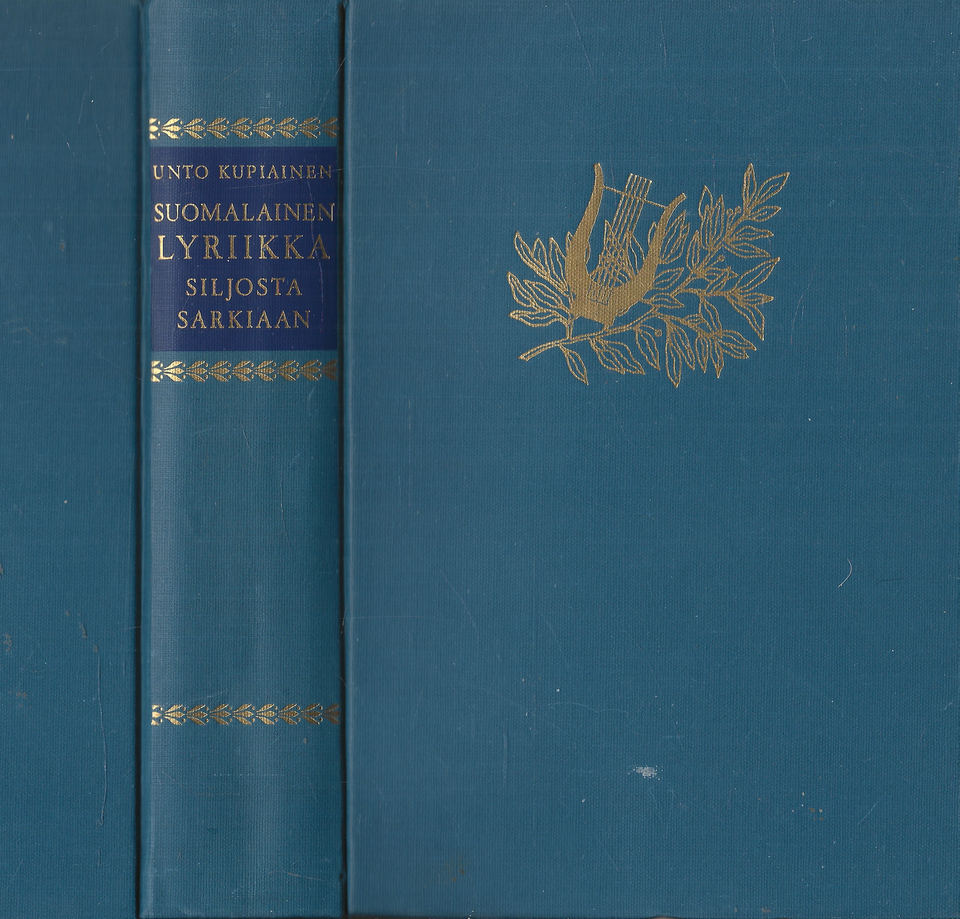 UNTO KUPIAINEN
SUOMALAINEN
LYRIIKKA
SILJOSTA
SARKIAAN